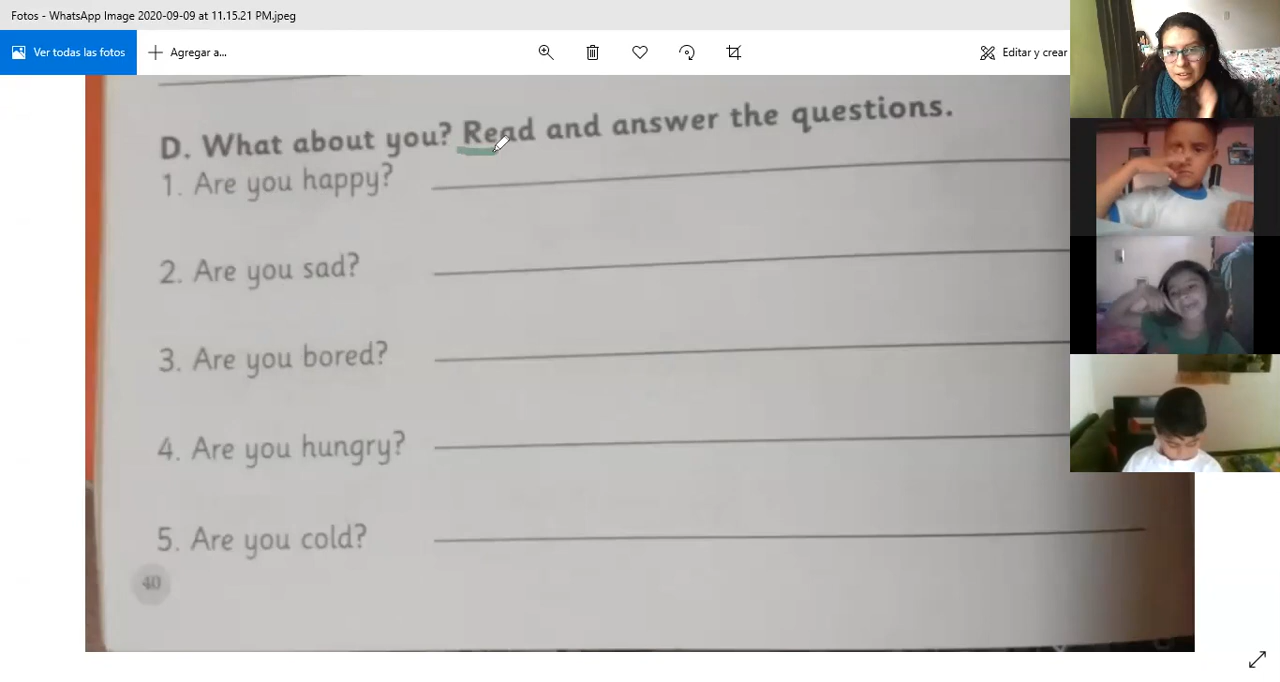 Fotos - WhatsApp Image 2020-09-09 at 11.15.21 PM.jpeg
Ver todas las fotos
Agregar a...
Editar y crear
D. What about you? Read and answer the questions.
1. Are you happy?
2. Are you sad?
3. Are you bored?
4. Are you hungry?
5. Are you cold?
40